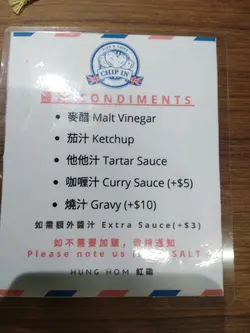 CHIP IN
醬汁 CONDIMENTS
麥醋 Malt Vinegar
茄汁 Ketchup
他他汁 Tartar Sauce
咖喱汁 Curry Sauce (+$5)
燒汁 Gravy (+$10)
如需額外醬汁 Extra Sauce(+$3)
如不需要加鹽,敬請通知
Please note us SALT
HUNG HOM 紅磡